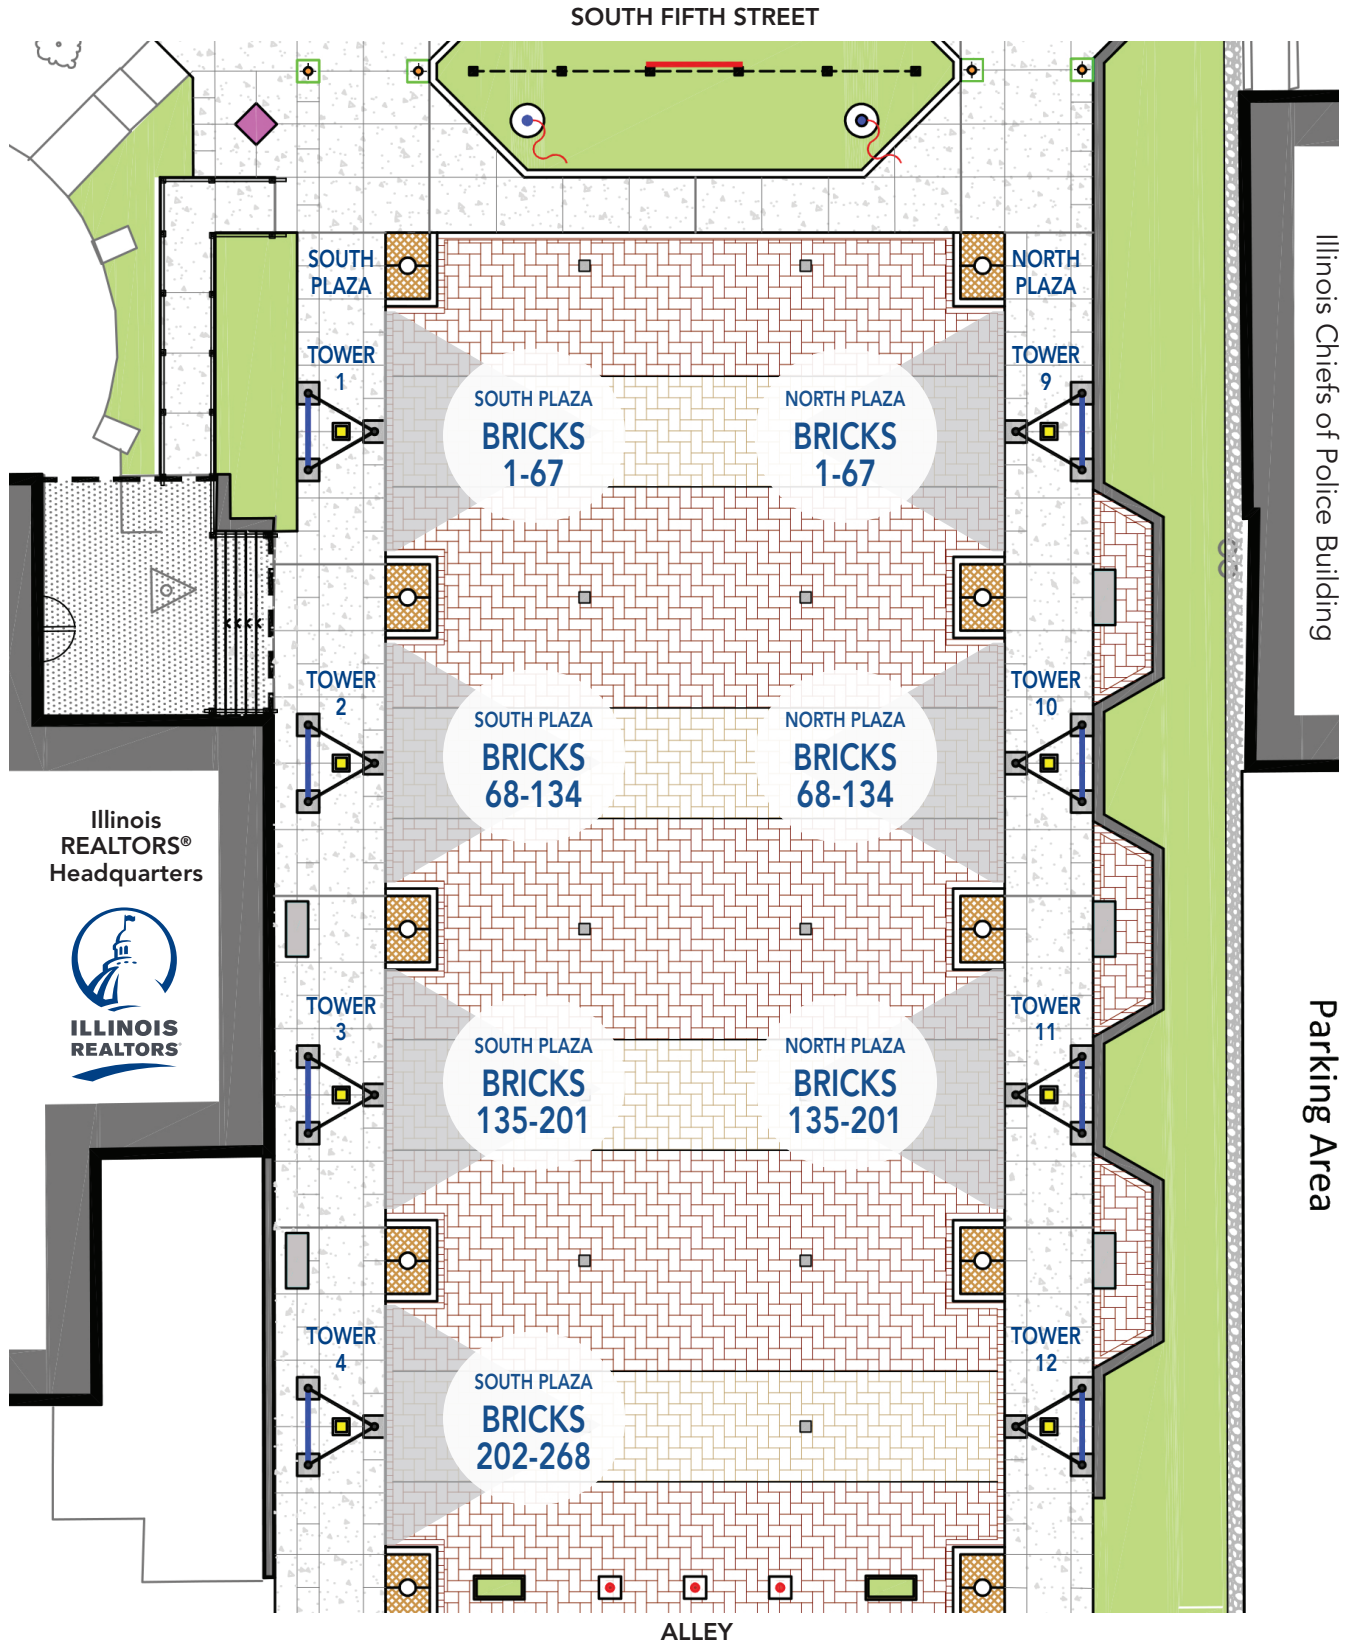 SOUTH FIFTH STREET
SOUTH
PLAZA
NORTH
PLAZA
TOWER
1
TOWER
9
SOUTH PLAZA
BRICKS
1-67
NORTH PLAZA
BRICKS
1-67
Illinois Chiefs of Police Building
TOWER
2
TOWER
10
SOUTH PLAZA
BRICKS
68-134
NORTH PLAZA
BRICKS
68-134
Illinois
REALTORS®
Headquarters
ILLINOIS
REALTORS
TOWER
3
TOWER
11
SOUTH PLAZA
BRICKS
135-201
NORTH PLAZA
BRICKS
135-201
Parking Area
TOWER
4
TOWER
12
SOUTH PLAZA
BRICKS
202-268
ALLEY